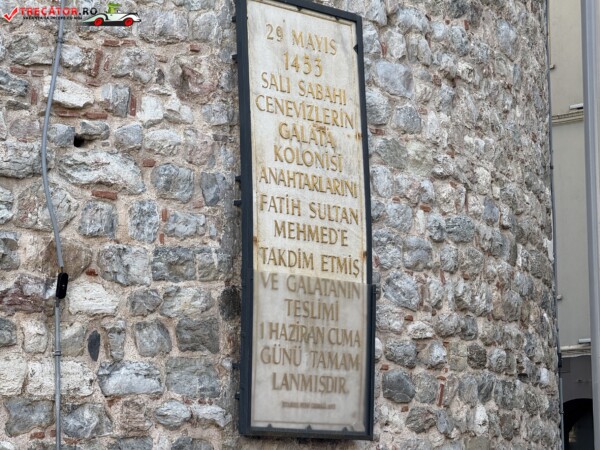 TRECATOR.RO
29 MAYIS
1453
SALI SABAHI
CENEVİZLERİN
GALATA
KOLONİSİ
ANAHTARLARINI
FATİH SULTAN
MEHMED'E
TAKDİM ETMİŞ
VE GALATANIN
TESLİMİ
1 HAZİRAN CUMA
GÜNÜ TAMAM
LANMIŞDIR.